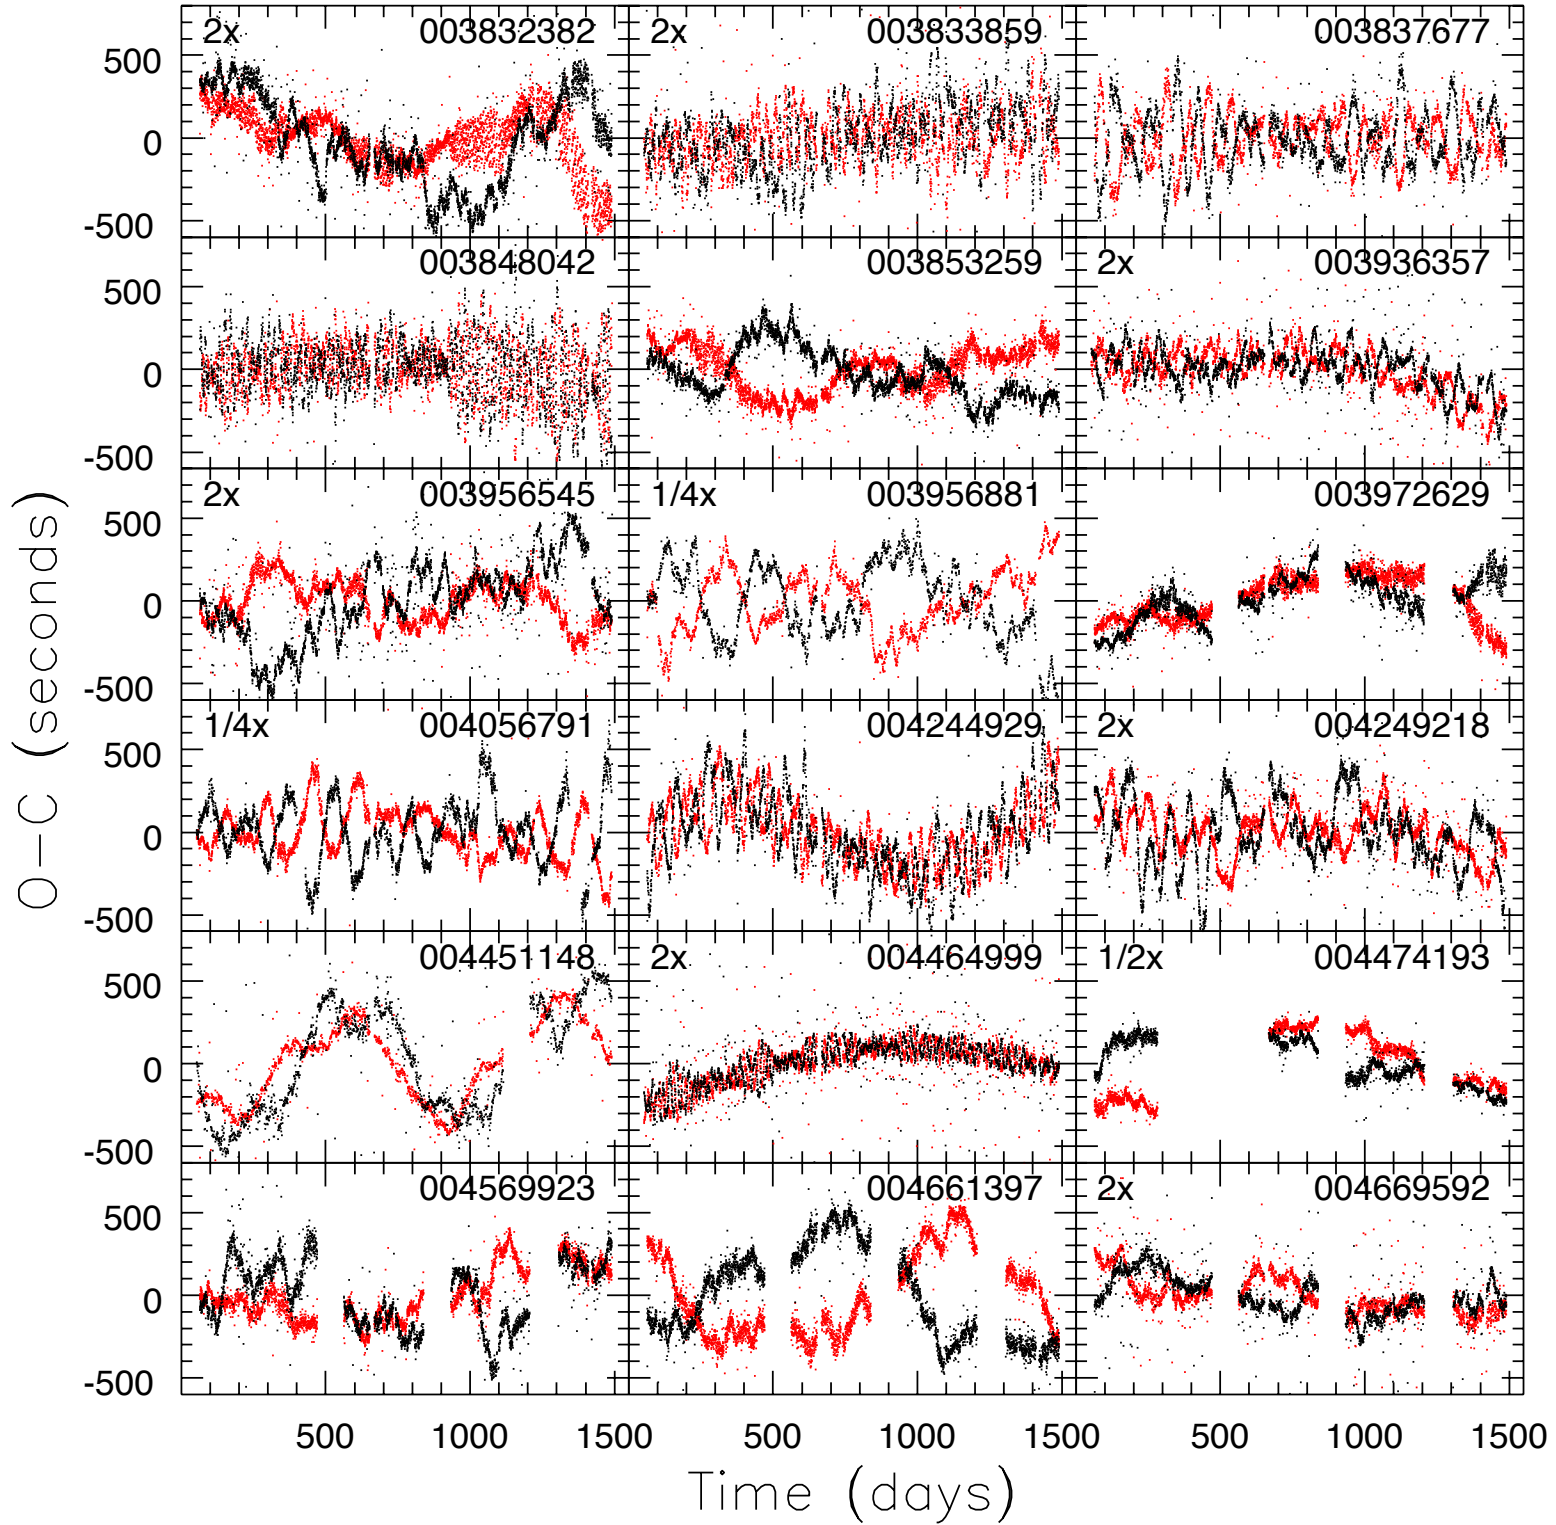 2x 003832382
2x 003833859
003837677
500
0
-500
003848042
003853259
2x 003936357
500
0
-500
2x 003956545
1/4x 003956881
003972629
500
0
-500
1/4x 004056791
004244929
2x 004249218
500
0
-500
004451148
2x 004464999
1/2x 004474193
500
0
-500
004569923
004661397
2x 004669592
500
0
-500
O-C (seconds)
500 1000 1500 500 1000 1500 500 1000 1500
Time (days)